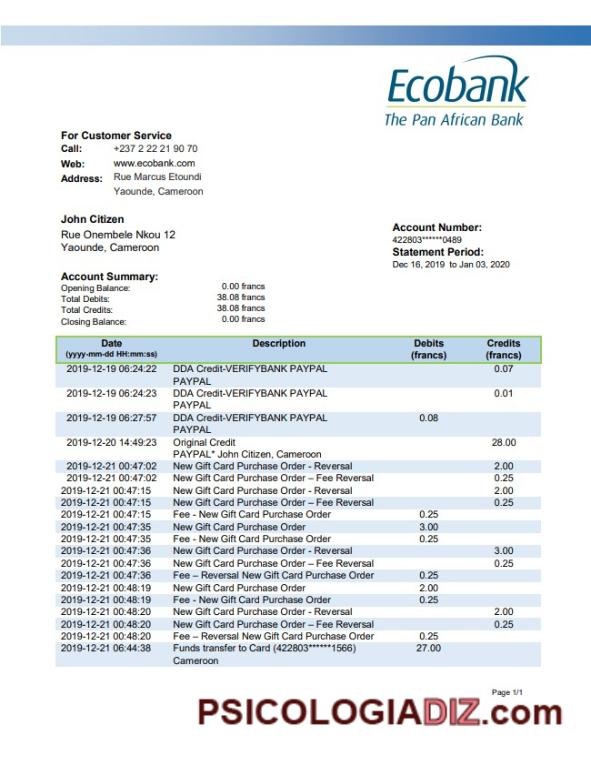 Ecobank
The Pan African Bank
For Customer Service
Call: +237 2 22 21 90 70
Web: www.ecobank.com
Address: Rue Marcus Etoundi
Yaounde, Cameroon
John Citizen
Rue Onembele Nkou 12
Yaounde, Cameroon
Account Number:
422803******0489
Statement Period:
Dec 16, 2019 to Jan 03, 2020
Account Summary:
Opening Balance: 0.00 francs
Total Debits: 38.08 francs
Total Credits: 38.08 francs
Closing Balance: 0.00 francs
Date Description Debits Credits
(yyyy-mm-dd HH:mm:ss) (francs) (francs)
2019-12-19 06:24:22 DDA Credit-VERIFYBANK PAYPAL 0.07
PAYPAL
2019-12-19 06:24:23 DDA Credit-VERIFYBANK PAYPAL 0.01
PAYPAL
2019-12-19 06:27:57 DDA Credit-VERIFYBANK PAYPAL 0.08
PAYPAL
2019-12-20 14:49:23 Original Credit 28.00
PAYPAL* John Citizen, Cameroon
2019-12-21 00:47:02 New Gift Card Purchase Order - Reversal 2.00
2019-12-21 00:47:02 New Gift Card Purchase Order – Fee Reversal 0.25
2019-12-21 00:47:15 New Gift Card Purchase Order - Reversal 2.00
2019-12-21 00:47:15 New Gift Card Purchase Order – Fee Reversal 0.25
2019-12-21 00:47:15 Fee - New Gift Card Purchase Order 0.25
2019-12-21 00:47:35 New Gift Card Purchase Order 3.00
2019-12-21 00:47:35 Fee - New Gift Card Purchase Order 0.25
2019-12-21 00:47:36 New Gift Card Purchase Order - Reversal 3.00
2019-12-21 00:47:36 New Gift Card Purchase Order – Fee Reversal 0.25
2019-12-21 00:47:36 Fee – Reversal New Gift Card Purchase Order 0.25
2019-12-21 00:48:19 New Gift Card Purchase Order 2.00
2019-12-21 00:48:19 Fee - New Gift Card Purchase Order 0.25
2019-12-21 00:48:20 New Gift Card Purchase Order - Reversal 2.00
2019-12-21 00:48:20 New Gift Card Purchase Order – Fee Reversal 0.25
2019-12-21 00:48:20 Fee – Reversal New Gift Card Purchase Order 0.25
2019-12-21 06:44:38 Funds transfer to Card (422803******1566) 27.00
Cameroon
Page 1/1
PSICOLOGIADIZ.com